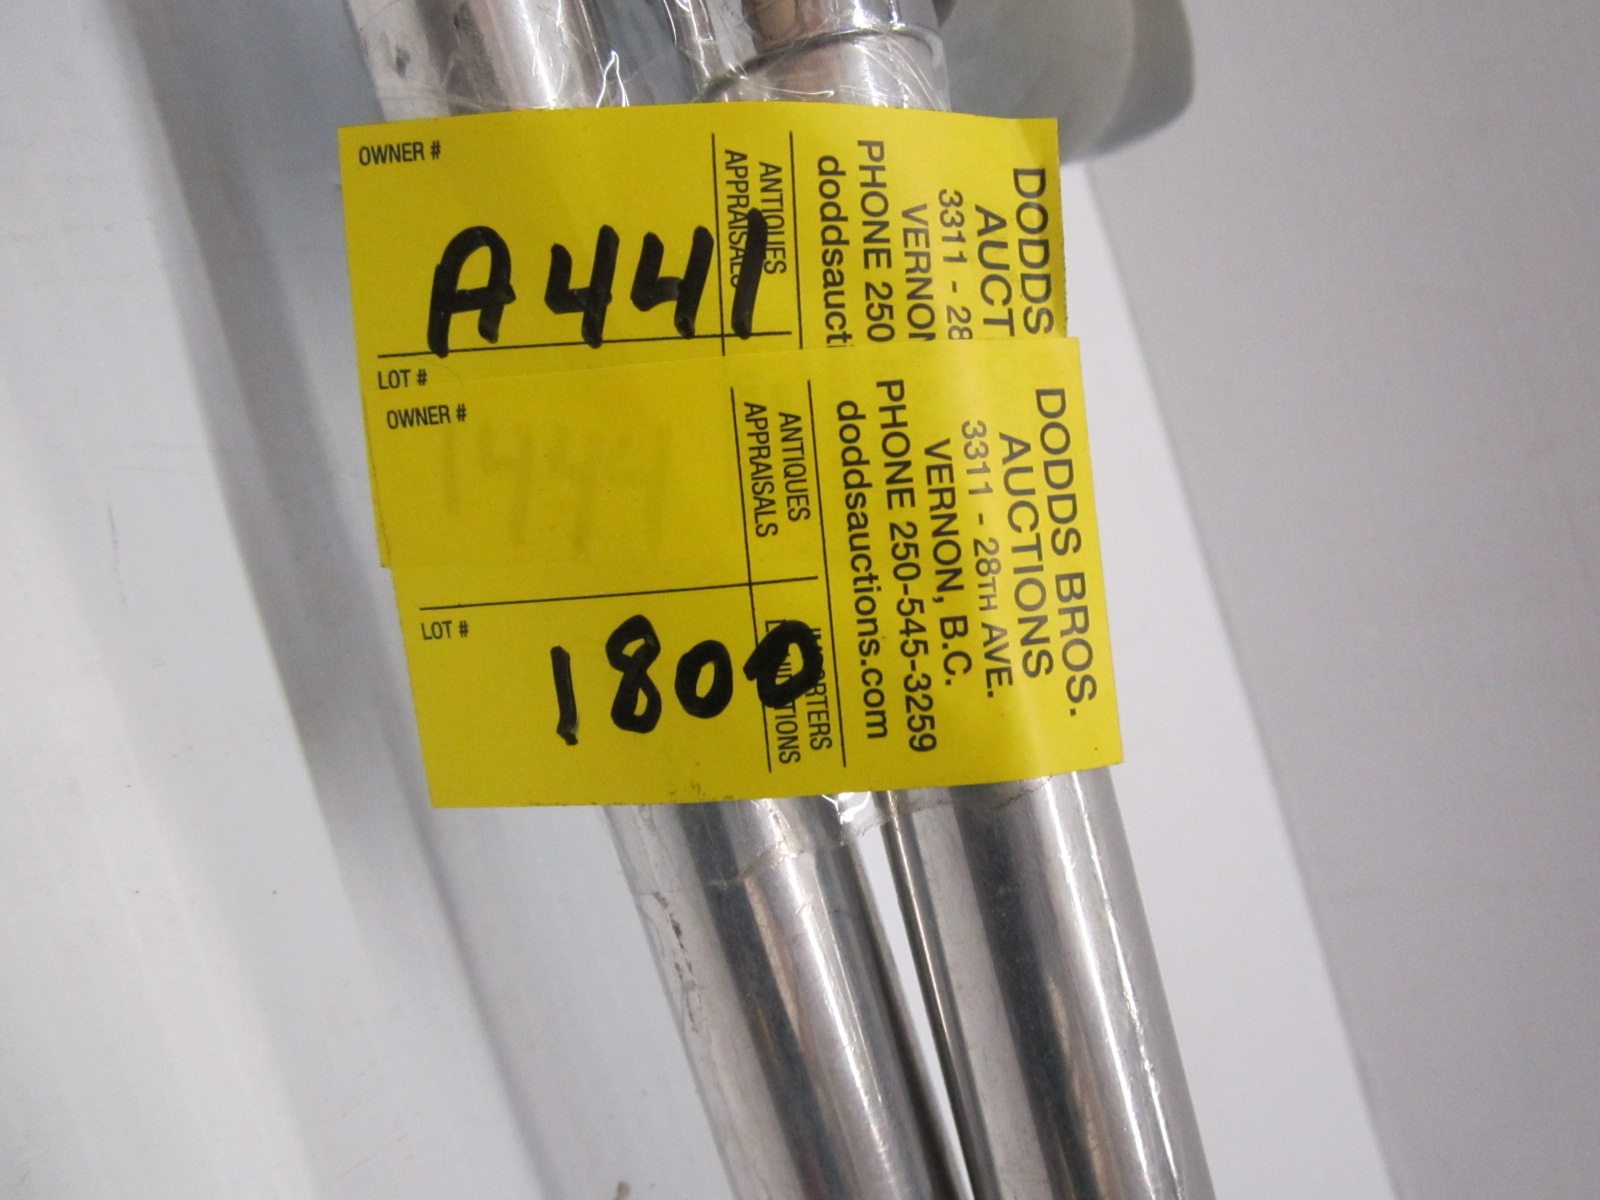 OWNER #
A441
LOT #
ANTIQUES
APPRAISALS
DODDS
AUCT
3311 - 28
VERNON
PHONE 250
doddsaucti
OWNER #
LOT #
1800
ANTIQUES
APPRAISALS
DODDS BROS.
AUCTIONS
3311 - 28TH AVE.
VERNON, B.C.
PHONE 250-545-3259
doddsauctions.com